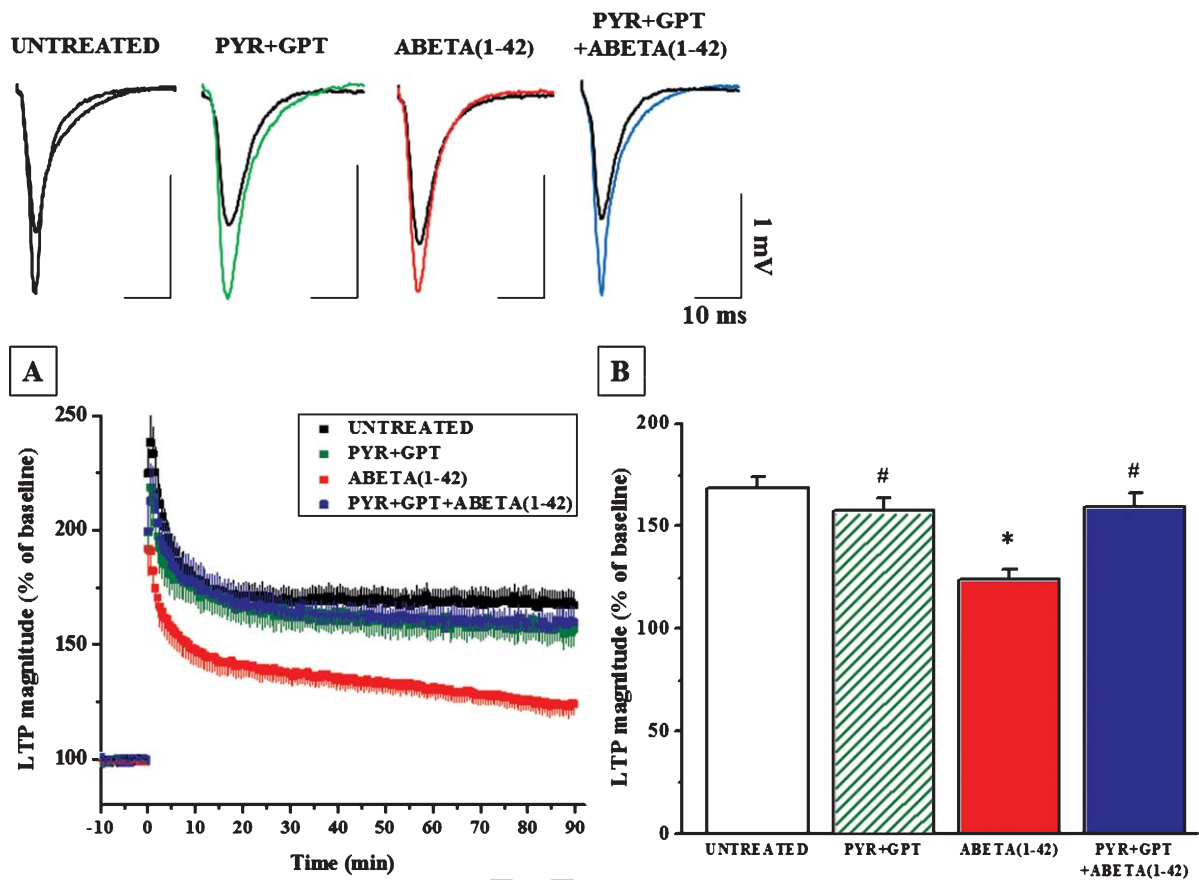 UNTREATED
PYR+GPT
ABETA(1-42)
PYR+GPT
+ABETA(1-42)
1 mV
10 ms
A
LTP magnitude (% of baseline)
250
200
150
100
UNTREATED
PYR+GPT
ABETA(1-42)
PYR+GPT+ABETA(1-42)
-10 0 10 20 30 40 50 60 70 80 90
Time (min)
B
LTP magnitude (% of baseline)
200
150
100
50
0
#
*
#
UNTREATED
PYR+GPT
ABETA(1-42)
PYR+GPT
+ABETA(1-42)